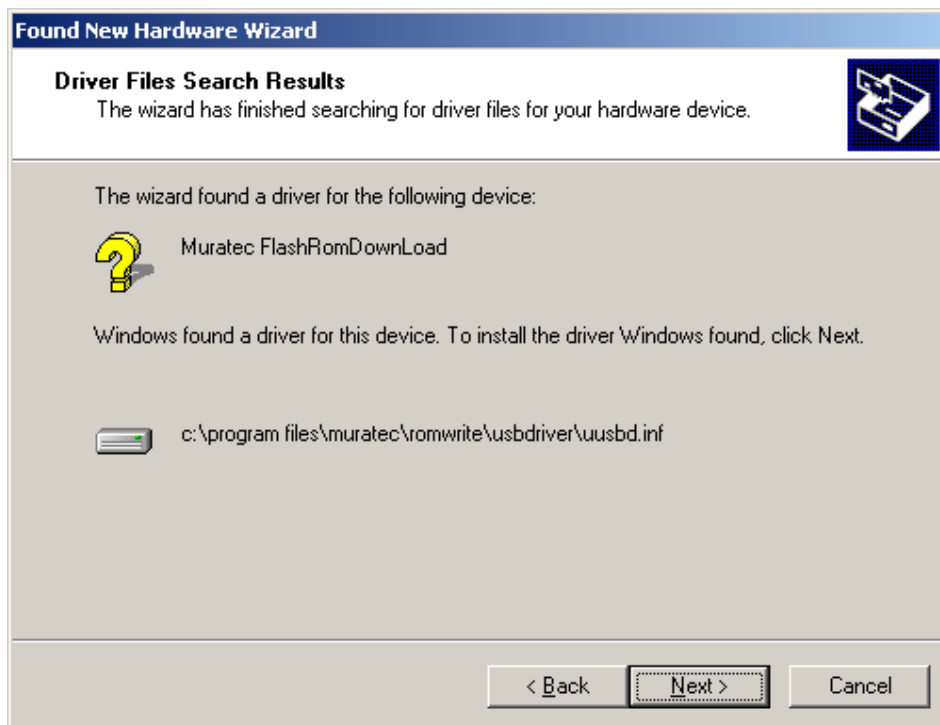 Found New Hardware Wizard
Driver Files Search Results
The wizard has finished searching for driver files for your hardware device.
The wizard found a driver for the following device:
Muratec FlashRomDownLoad
Windows found a driver for this device. To install the driver Windows found, click Next.
c:\program files\muratec\romwrite\usbdriver\uusbd.inf
< Back Next > Cancel